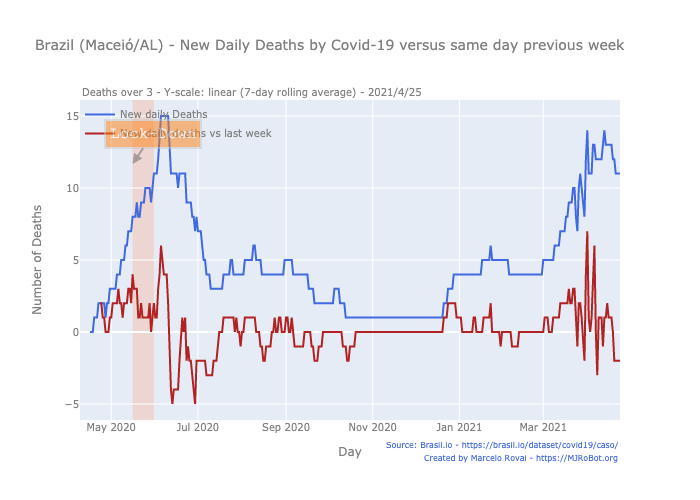 Brazil (Maceió/AL) - New Daily Deaths by Covid-19 versus same day previous week
Deaths over 3 - Y-scale: linear (7-day rolling average) - 2021/4/25
New daily Deaths
New daily deaths vs last week
Lock Down
15
10
5
0
−5
Number of Deaths
May 2020
Jul 2020
Sep 2020
Nov 2020
Jan 2021
Mar 2021
Day
Source: Brasil.io - https://brasil.io/dataset/covid19/caso/
Created by Marcelo Rovai - https://MJRoBot.org